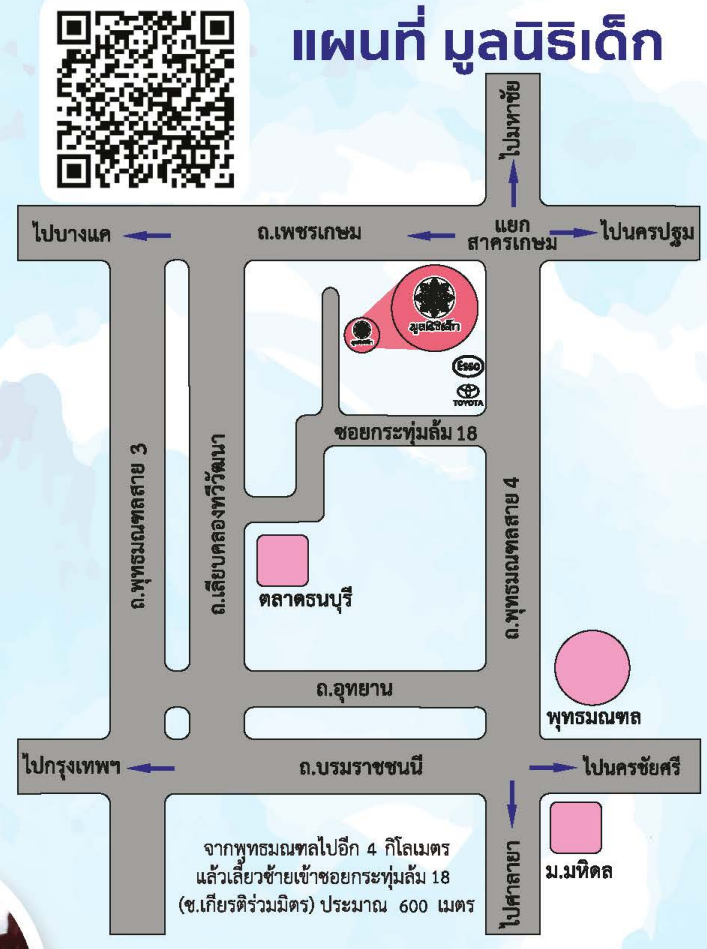 แผนที่ มูลนิธิเด็ก
ไปมหาชัย
ไปบางแค
ถ.เพชรเกษม
แยก
สาครเกษม
ไปนครปฐม
มูลนิธิเด็ก
มูลนิธิเด็ก
Esso
TOYOTA
ซอยกระทุ่มล้ม 18
ถ.พุทธมณฑลสาย 3
ถ.เลียบคลองทวีวัฒนา
ถ.พุทธมณฑลสาย 4
ตลาดธนบุรี
ถ.อุทยาน
พุทธมณฑล
ไปกรุงเทพฯ
ถ.บรมราชชนนี
ไปนครชัยศรี
จากพุทธมณฑลไปอีก 4 กิโลเมตร
แล้วเลี้ยวซ้ายเข้าซอยกระทุ่มล้ม 18
(ซ.เกียรติร่วมมิตร) ประมาณ 600 เมตร
ไปศาลายา
ม.มหิดล